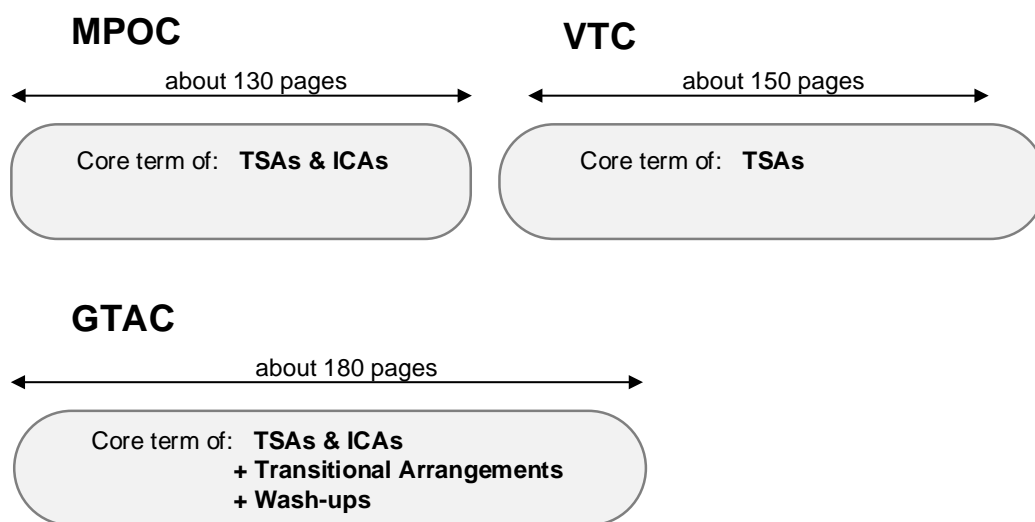 MPOC
about 130 pages
Core term of: TSAs & ICAs
VTC
about 150 pages
Core term of: TSAs
GTAC
about 180 pages
Core term of: TSAs & ICAs
+ Transitional Arrangements
+ Wash-ups